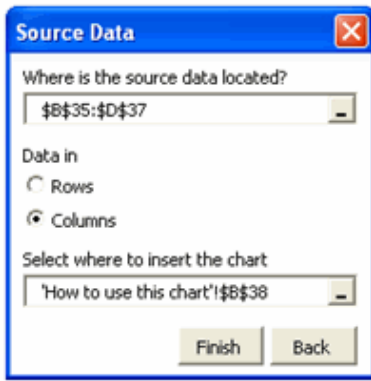 Source Data
Where is the source data located?
$B$35:$D$37
Data in
Rows
Columns
Select where to insert the chart
'How to use this chart'!$B$38
Finish Back